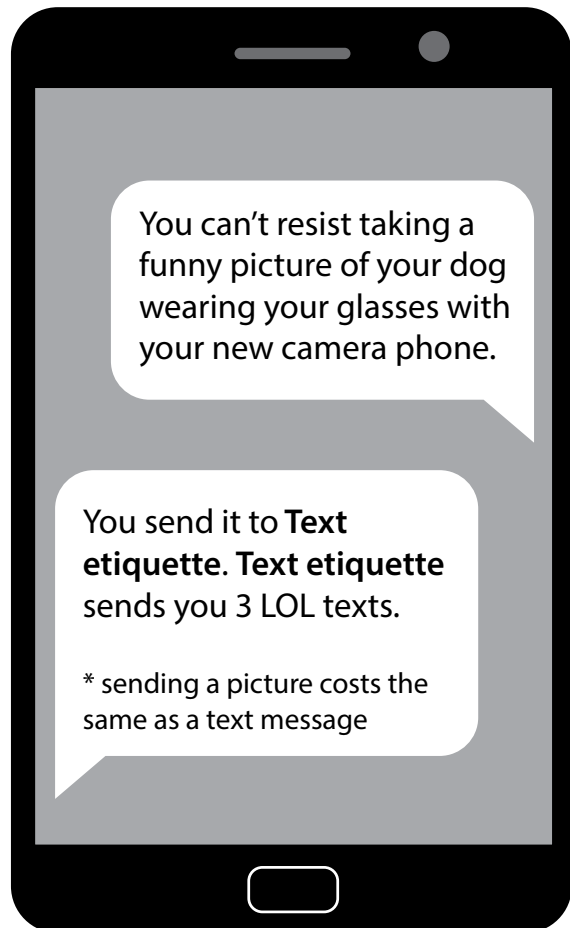 You can’t resist taking a
funny picture of your dog
wearing your glasses with
your new camera phone.
You send it to Text
etiquette. Text etiquette
sends you 3 LOL texts.
* sending a picture costs the
same as a text message